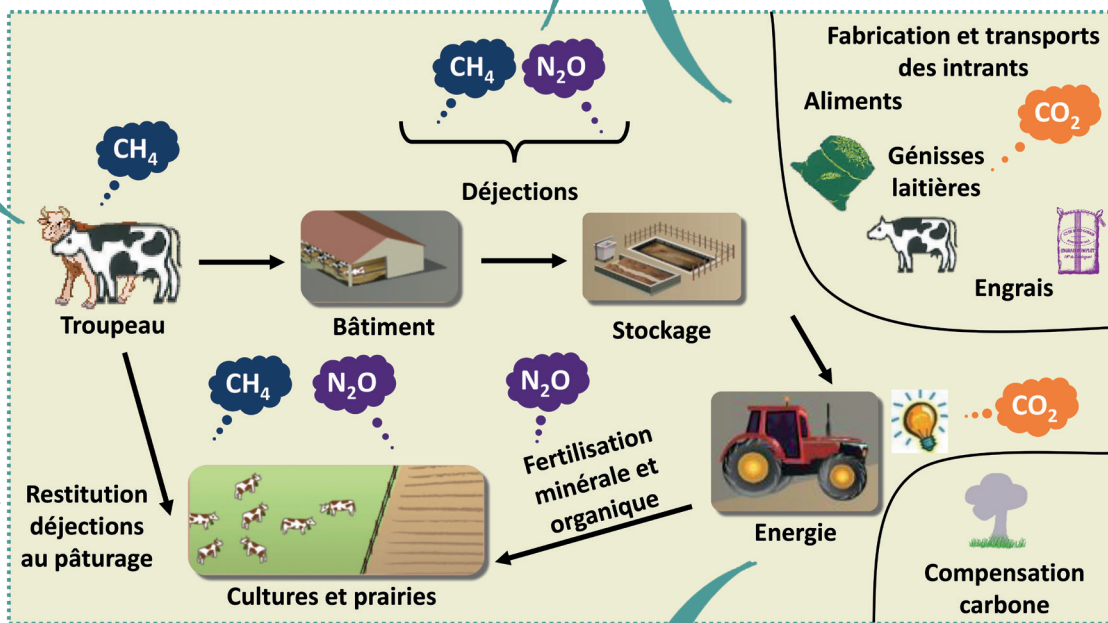 Fabrication et transports
des intrants
Aliments
CO₂
Génisses
laitières
Engrais
CH₄
N₂O
Déjections
CH₄
Troupeau
Bâtiment
Stockage
CH₄
N₂O
N₂O
Fertilisation
minérale et
organique
CO₂
Energie
Restitution
déjections
au pâturage
Cultures et prairies
Compensation
carbone